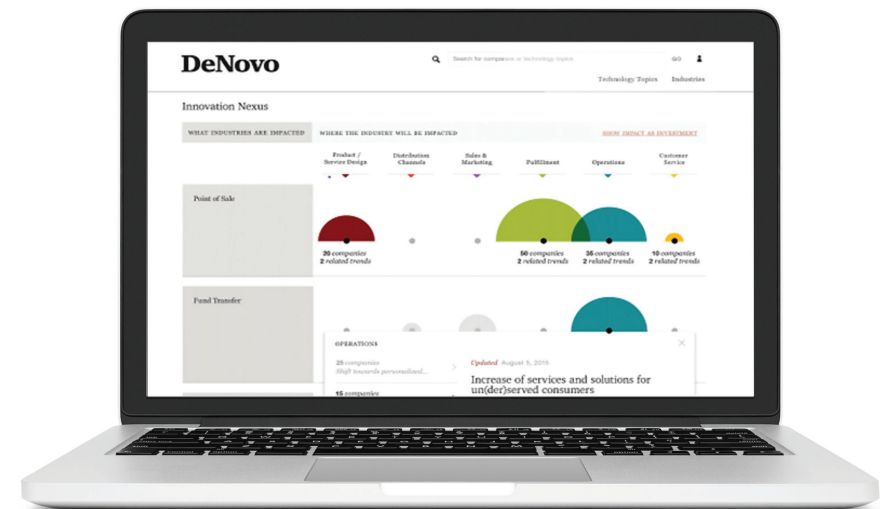 DeNovo
Search for companies or technology topics
GO
Technology Topics Industries
Innovation Nexus
WHAT INDUSTRIES ARE IMPACTED
WHERE THE INDUSTRY WILL BE IMPACTED
SHOW IMPACT AS INVESTMENT
Product /
Service Design
Distribution
Channels
Sales &
Marketing
Fulfillment
Operations
Customer
Service
Point of Sale
20 companies
2 related trends
50 companies
2 related trends
35 companies
2 related trends
10 companies
2 related trends
Fund Transfer
OPERATIONS
25 companies
Shift towards personalized...
15 companies
Updated August 5, 2015
Increase of services and solutions for
un(der)served consumers